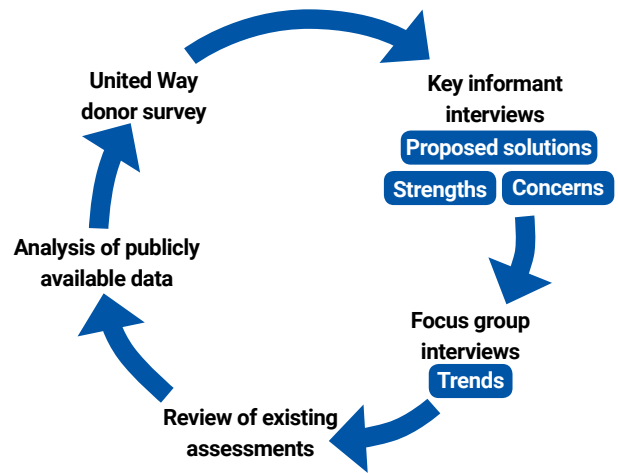 United Way
donor survey
Key informant
interviews
Proposed solutions
Strengths
Concerns
Focus group
interviews
Trends
Review of existing
assessments
Analysis of publicly
available data